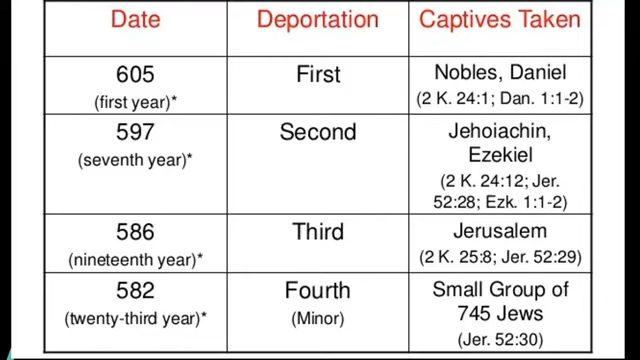 Date Deportation Captives Taken
605 First Nobles, Daniel
(first year)* (2 K. 24:1; Dan. 1:1-2)
597 Second Jehoiachin,
(seventh year)* Ezekiel
(2 K. 24:12; Jer.
52:28; Ezk. 1:1-2)
586 Third Jerusalem
(nineteenth year)* (2 K. 25:8; Jer. 52:29)
582 Fourth Small Group of
(twenty-third year)* (Minor) 745 Jews
(Jer. 52:30)